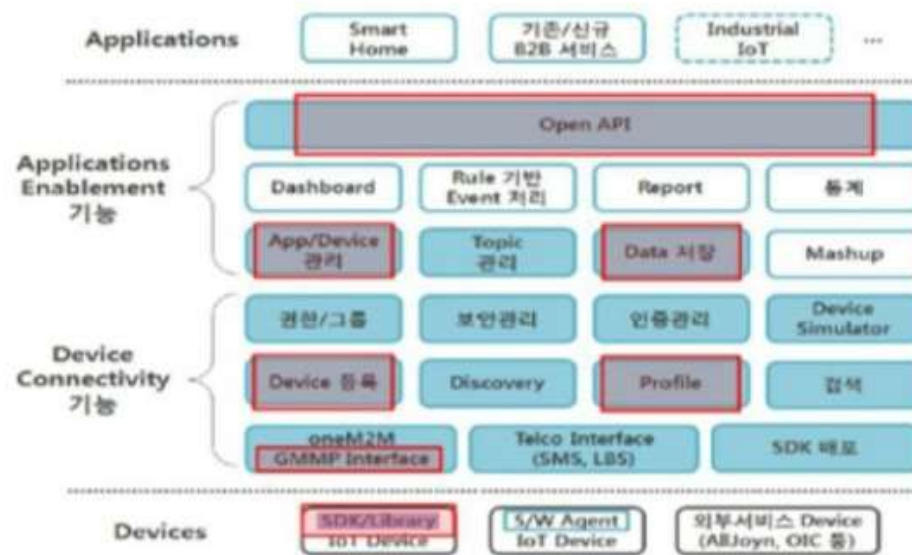 Applications
Smart
Home
기존/신규
B2B 서비스
Industrial
IoT
...
Applications
Enablement
기능
Open API
Dashboard
Rule 기반
Event 처리
Report
통계
App/Device
관리
Topic
관리
Data 저장
Mashup
Device
Connectivity
기능
권한/그룹
보안관리
인증관리
Device
Simulator
Device 등록
Discovery
Profile
검색
oneM2M
GMMP Interface
Telco Interface
(SMS, LBS)
SDK 배포
Devices
SDK/Library
IoT Device
S/W Agent
IoT Device
외부서비스 Device
(AllJoyn, OIC 등)